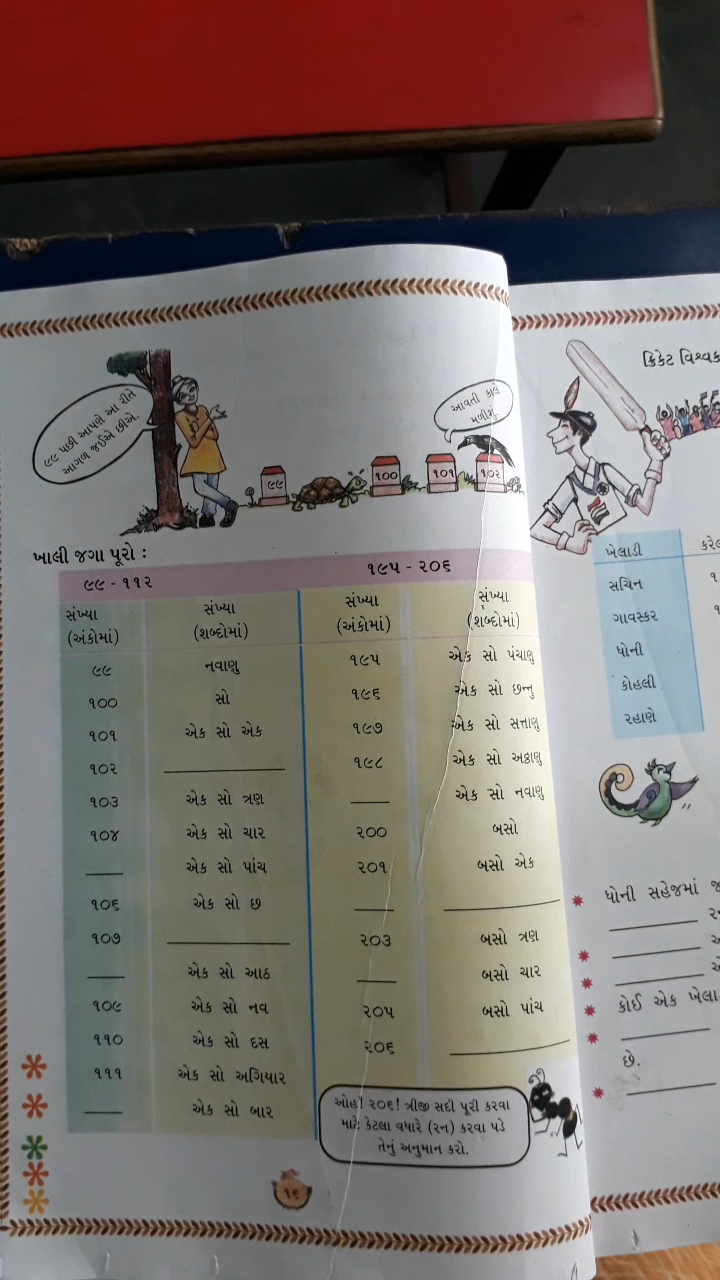 ૯૯ પછી આપણે આ રીતે
આગળ જઈએ છીએ.
આવતી કાલે
મળીશું.
૯૯
૧૦૦
૧૦૧
૧૦૨
ખાલી જગા પૂરો :
૯૯ - ૧૧૨
૧૯૫ - ૨૦૬
સંખ્યા સંખ્યા સંખ્યા સંખ્યા
(અંકોમાં) (શબ્દોમાં) (અંકોમાં) (શબ્દોમાં)
૯૯ નવાણુ ૧૯૫ એક સો પંચાણુ
૧૦૦ સો ૧૯૬ એક સો છન્નુ
૧૦૧ એક સો એક ૧૯૭ એક સો સત્તાણુ
૧૦૨ ૧૯૮ એક સો અઠ્ઠાણુ
૧૦૩ એક સો ત્રણ એક સો નવાણુ
૧૦૪ એક સો ચાર ૨૦૦ બસો
એક સો પાંચ ૨૦૧ બસો એક
૧૦૬ એક સો છ
૧૦૭ ૨૦૩ બસો ત્રણ
એક સો આઠ બસો ચાર
૧૦૯ એક સો નવ ૨૦૫ બસો પાંચ
૧૧૦ એક સો દસ ૨૦૬
૧૧૧ એક સો અગિયાર
એક સો બાર
ઓહ! ૨૦૬! ત્રીજી સદી પૂરી કરવા
માટે કેટલા વધારે (રન) કરવા પડે
તેનું અનુમાન કરો.
૧૬
ક્રિકેટ
ખેલાડી
સચિન
ગાવસ્કર
ધોની
કોહલી
રહાણે
ધોની સહેજમાં
કોઈ એક
છે.